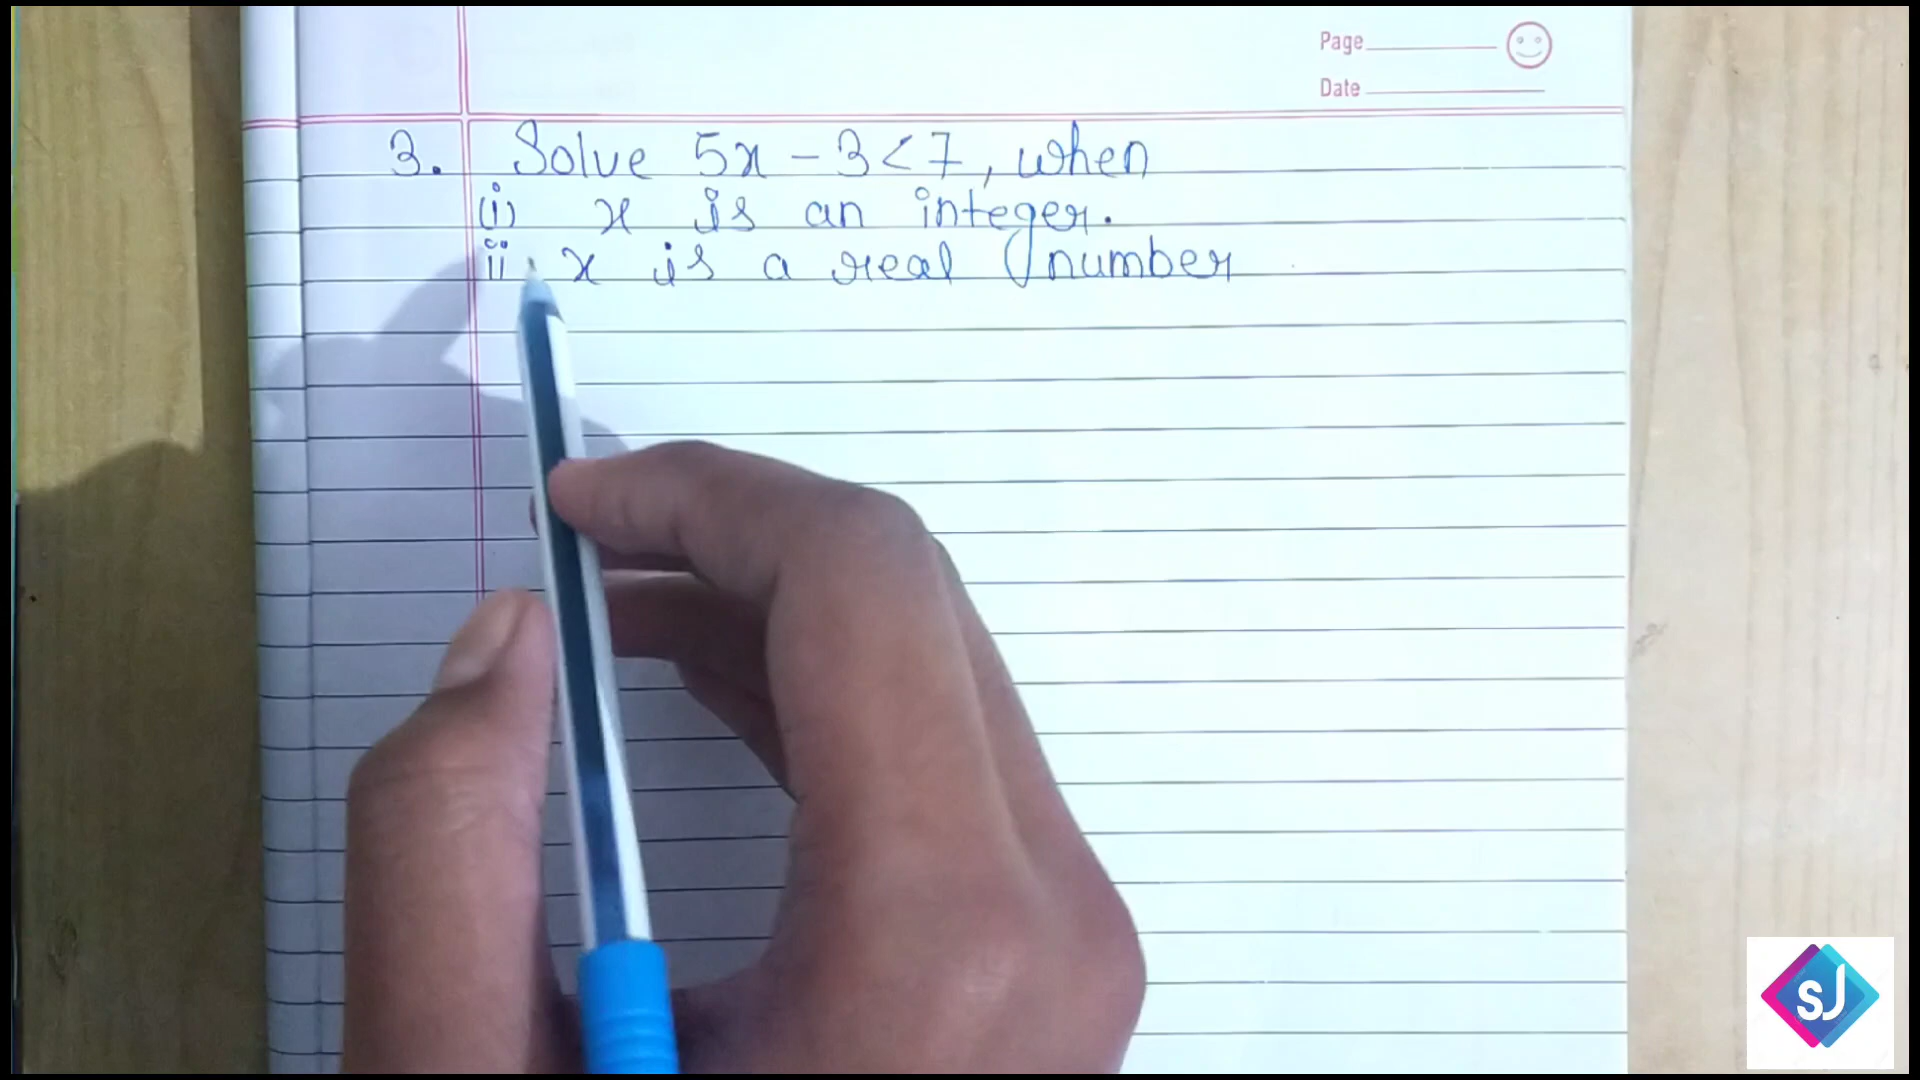 Page
Date
3. Solve 5x - 3 < 7, when
(i) x is an integer.
ii x is a real number
SJ